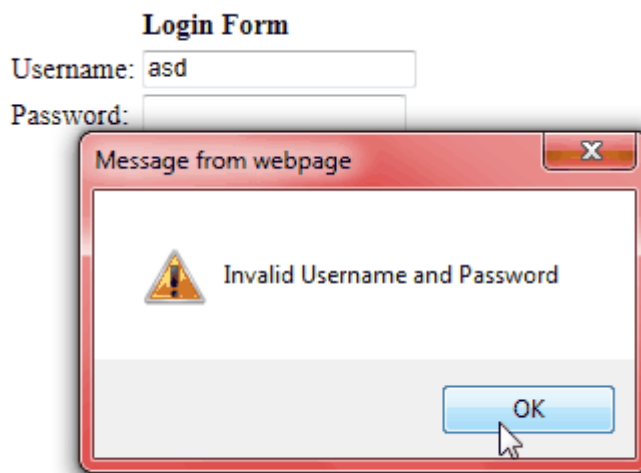 Login Form
Username: asd
Password:
Message from webpage
Invalid Username and Password
OK